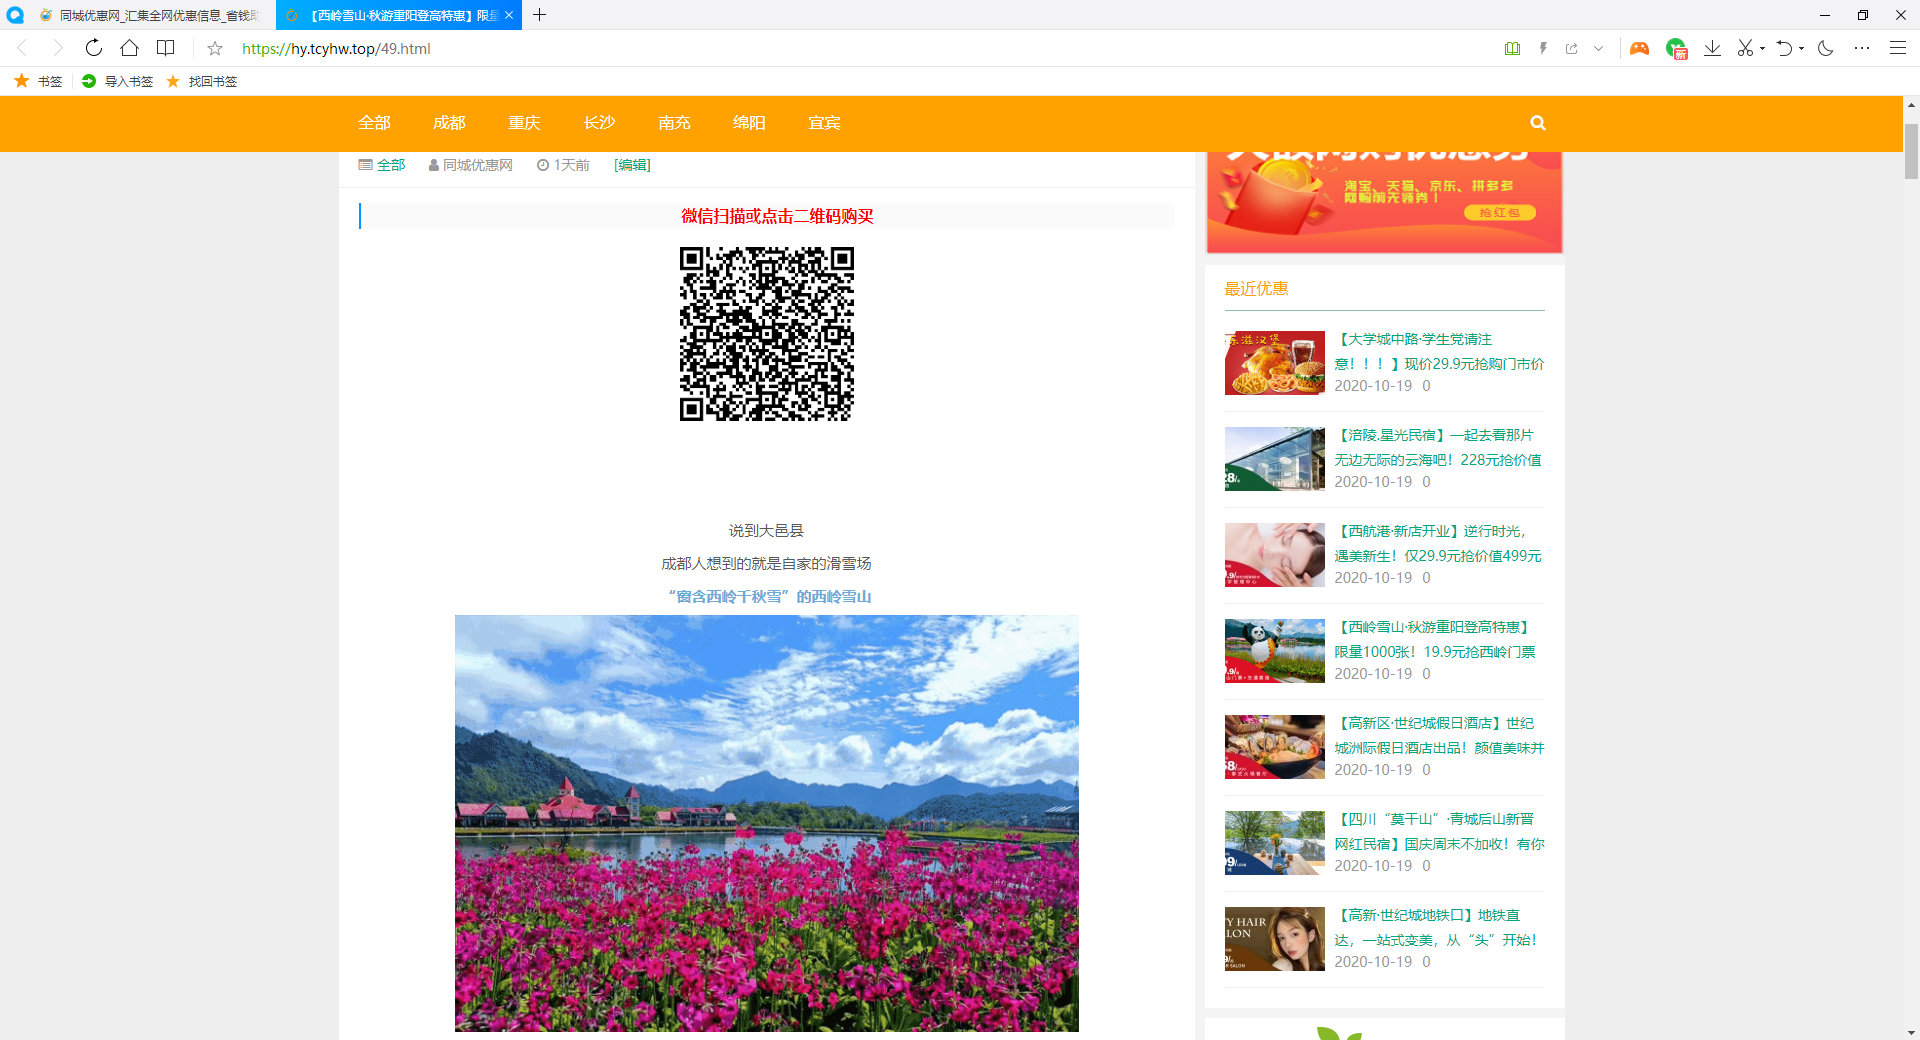 同城优惠网_汇集全网优惠信息_省钱
【西岭雪山·秋游重阳登高特惠】限
https://hy.tcyhw.top/49.html
新
书签
导入书签
找回书签
全部
成都
重庆
长沙
南充
绵阳
宜宾
全部
同城优惠网
1天前
[编辑]
微信扫描或点击二维码购买
说到大邑县
成都人想到的就是自家的滑雪场
“窗含西岭千秋雪”的西岭雪山
淘宝、天猫、京东、拼多多
网购前先领券！
抢红包
最近优惠
【大学城中路·学生党请注
意！！！】现价29.9元抢购门市价
2020-10-19 0
【涪陵.星光民宿】一起去看那片
无边无际的云海吧！228元抢价值
2020-10-19 0
【西航港·新店开业】逆行时光，
遇美新生！仅29.9元抢价值499元
2020-10-19 0
【西岭雪山·秋游重阳登高特惠】
限量1000张！19.9元抢西岭门票
2020-10-19 0
【高新区·世纪城假日酒店】世纪
城洲际假日酒店出品！颜值美味并
2020-10-19 0
【四川“莫干山”·青城后山新晋
网红民宿】国庆周末不加收！有你
2020-10-19 0
TY HAIR
LON
【高新·世纪城地铁口】地铁直
达，一站式变美，从“头”开始！
2020-10-19 0